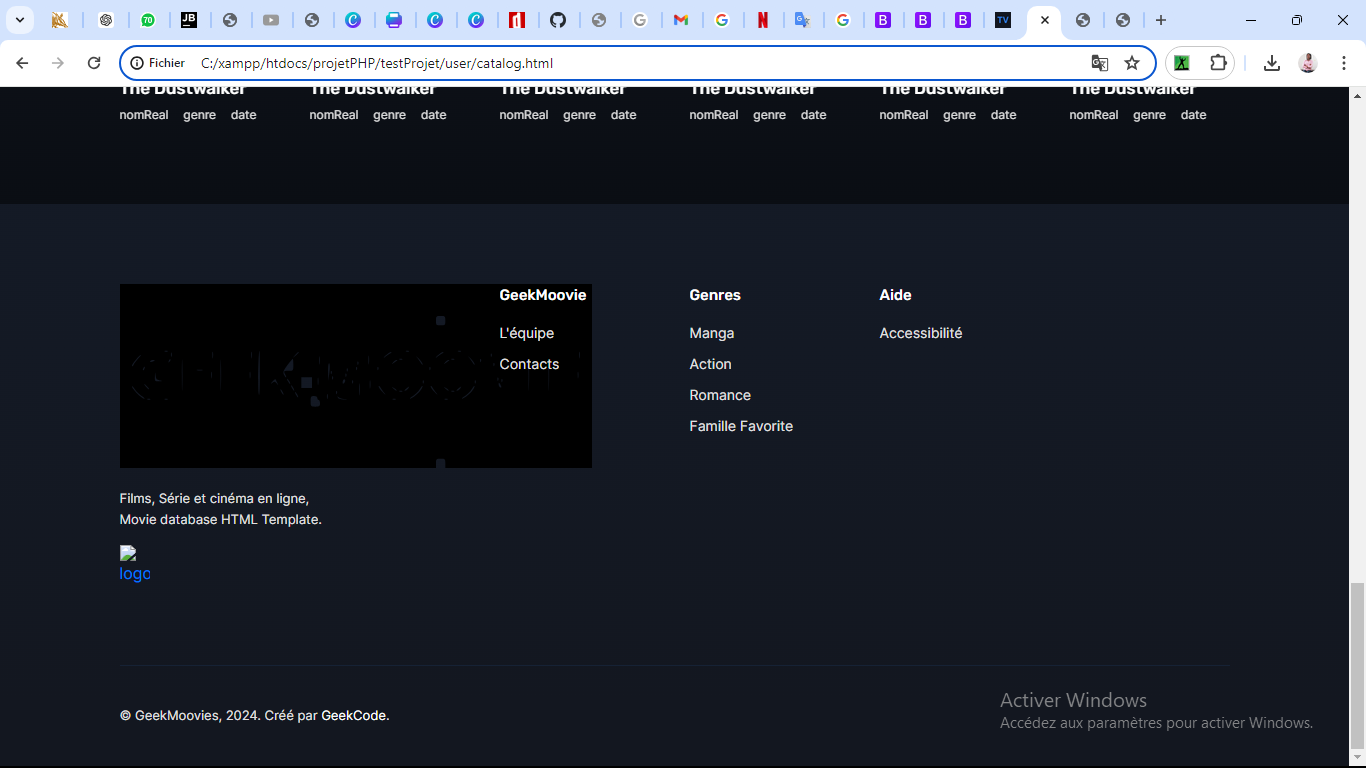 70
JB
TV
Fichier
C:/xampp/htdocs/projetPHP/testProjet/user/catalog.html
The Dustwalker The Dustwalker The Dustwalker The Dustwalker The Dustwalker The Dustwalker
nomReal genre date nomReal genre date nomReal genre date nomReal genre date nomReal genre date nomReal genre date
GeekMoovie
L'équipe
Contacts
Genres
Manga
Action
Romance
Famille Favorite
Aide
Accessibilité
Films, Série et cinéma en ligne,
Movie database HTML Template.
logo
© GeekMoovies, 2024. Créé par GeekCode.
Activer Windows
Accédez aux paramètres pour activer Windows.